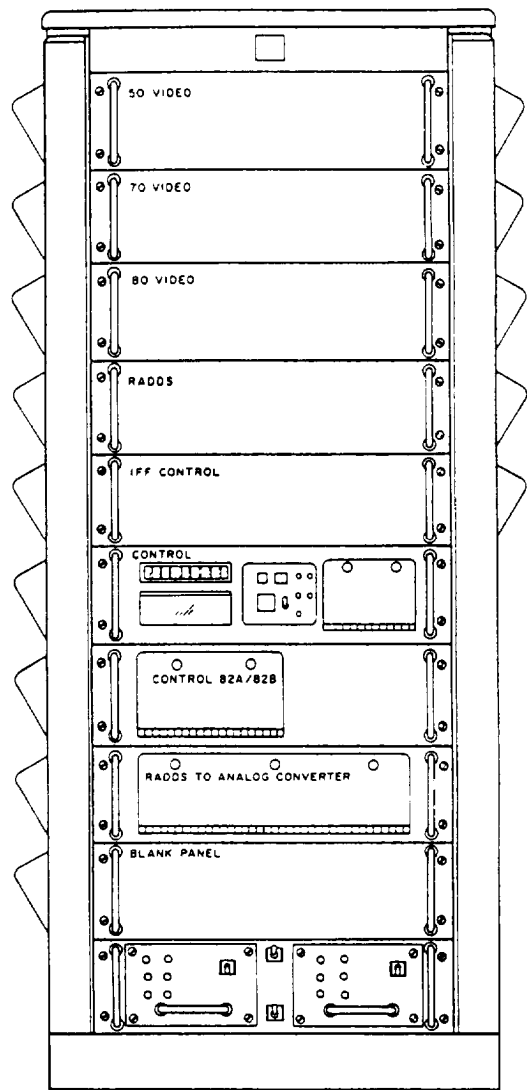 50 VIDEO
70 VIDEO
80 VIDEO
RADDS
IFF CONTROL
CONTROL
CONTROL 82A/82B
RADDS TO ANALOG CONVERTER
BLANK PANEL